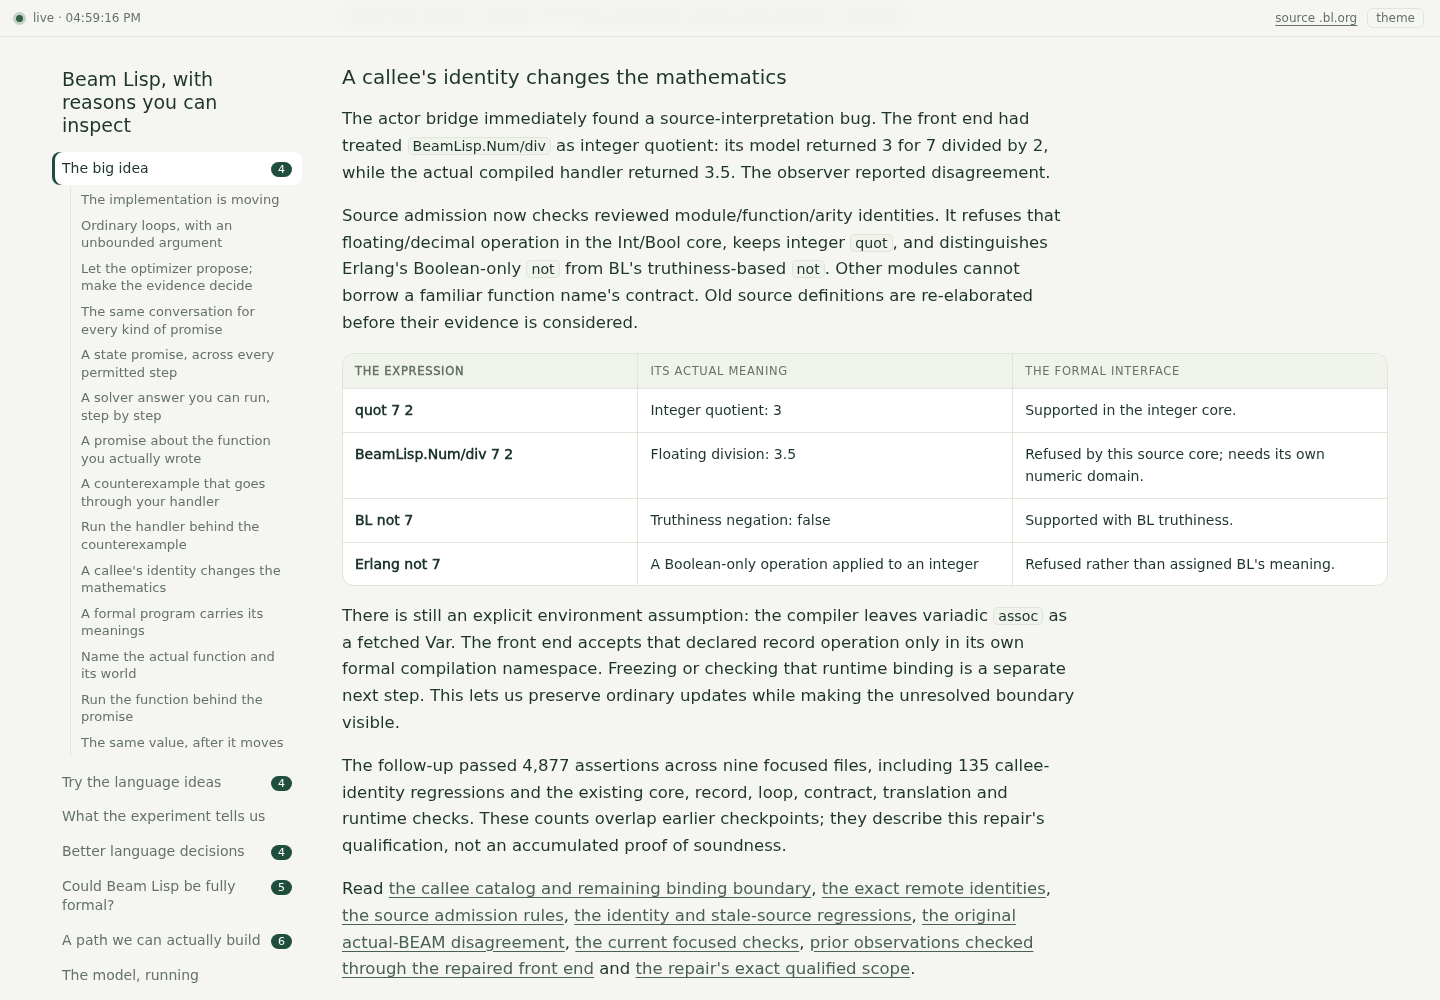 live · 04:59:16 PM
source .bl.org
theme
Beam Lisp, with
reasons you can
inspect
The big idea
4
The implementation is moving
Ordinary loops, with an
unbounded argument
Let the optimizer propose;
make the evidence decide
The same conversation for
every kind of promise
A state promise, across every
permitted step
A solver answer you can run,
step by step
A promise about the function
you actually wrote
A counterexample that goes
through your handler
Run the handler behind the
counterexample
A callee's identity changes the
mathematics
A formal program carries its
meanings
Name the actual function and
its world
Run the function behind the
promise
The same value, after it moves
Try the language ideas
4
What the experiment tells us
Better language decisions
4
Could Beam Lisp be fully
formal?
5
A path we can actually build
6
The model, running
A callee's identity changes the mathematics
The actor bridge immediately found a source-interpretation bug. The front end had
treated BeamLisp.Num/div as integer quotient: its model returned 3 for 7 divided by 2,
while the actual compiled handler returned 3.5. The observer reported disagreement.
Source admission now checks reviewed module/function/arity identities. It refuses that
floating/decimal operation in the Int/Bool core, keeps integer quot, and distinguishes
Erlang's Boolean-only not from BL's truthiness-based not. Other modules cannot
borrow a familiar function name's contract. Old source definitions are re-elaborated
before their evidence is considered.
THE EXPRESSION
ITS ACTUAL MEANING
THE FORMAL INTERFACE
quot 7 2
Integer quotient: 3
Supported in the integer core.
BeamLisp.Num/div 7 2
Floating division: 3.5
Refused by this source core; needs its own
numeric domain.
BL not 7
Truthiness negation: false
Supported with BL truthiness.
Erlang not 7
A Boolean-only operation applied to an integer
Refused rather than assigned BL's meaning.
There is still an explicit environment assumption: the compiler leaves variadic assoc as
a fetched Var. The front end accepts that declared record operation only in its own
formal compilation namespace. Freezing or checking that runtime binding is a separate
next step. This lets us preserve ordinary updates while making the unresolved boundary
visible.
The follow-up passed 4,877 assertions across nine focused files, including 135 callee-
identity regressions and the existing core, record, loop, contract, translation and
runtime checks. These counts overlap earlier checkpoints; they describe this repair's
qualification, not an accumulated proof of soundness.
Read the callee catalog and remaining binding boundary, the exact remote identities,
the source admission rules, the identity and stale-source regressions, the original
actual-BEAM disagreement, the current focused checks, prior observations checked
through the repaired front end and the repair's exact qualified scope.